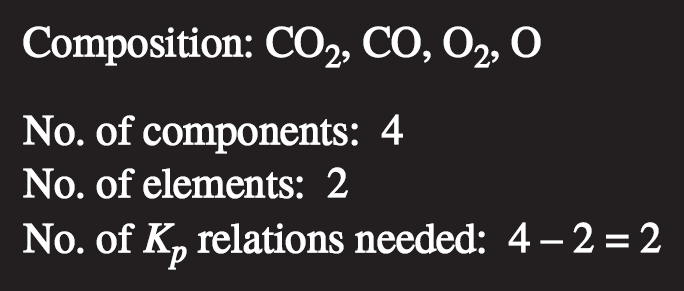 Composition: CO₂, CO, O₂, O
No. of components: 4
No. of elements: 2
No. of Kₚ relations needed: 4 – 2 = 2